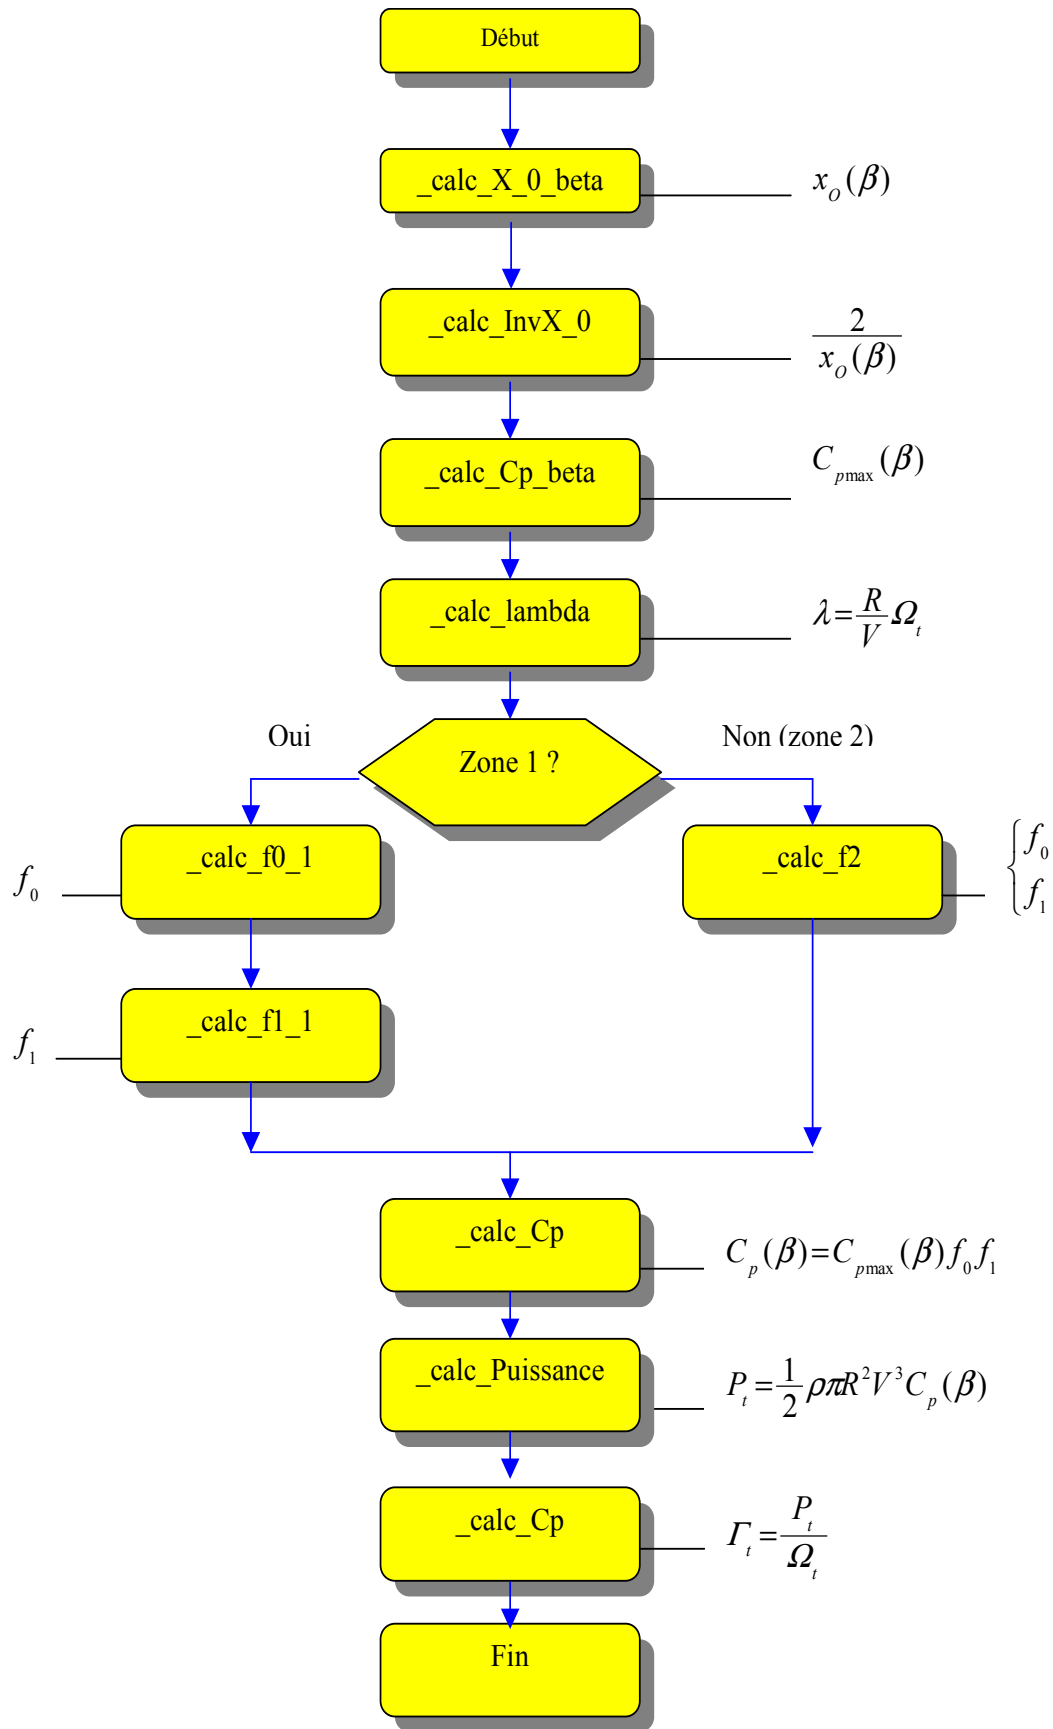 Début
_calc_X_0_beta
x_O(β)
_calc_InvX_0
2/x_O(β)
_calc_Cp_beta
C_pmax(β)
_calc_lambda
λ=R/V Ω_t
Oui
Zone 1 ?
Non (zone 2)
_calc_f0_1
f_0
_calc_f2
{f_0
f_1
_calc_f1_1
f_1
_calc_Cp
C_p(β)=C_pmax(β)f_0f_1
_calc_Puissance
P_t=1/2 ρπR²V³C_p(β)
_calc_Cp
Γ_t=P_t/Ω_t
Fin